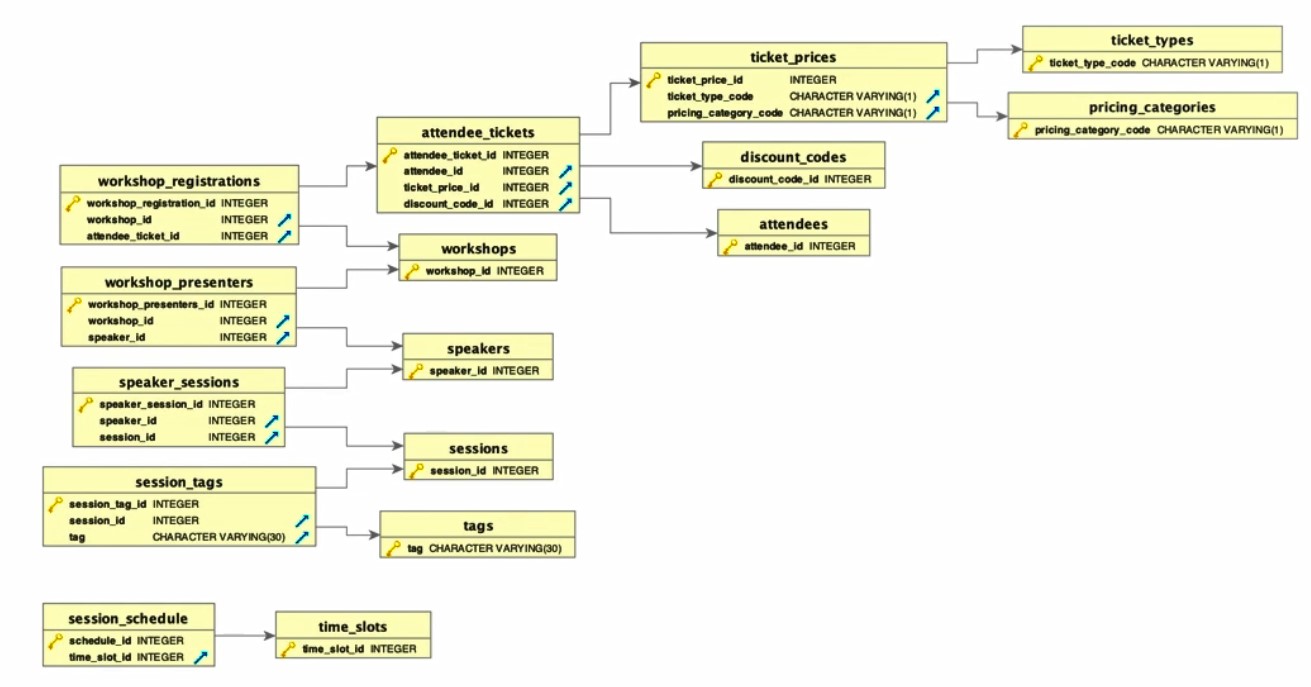 ticket_types
ticket_type_code CHARACTER VARYING(1)
ticket_prices
ticket_price_id INTEGER
ticket_type_code CHARACTER VARYING(1)
pricing_category_code CHARACTER VARYING(1)
pricing_categories
pricing_category_code CHARACTER VARYING(1)
attendee_tickets
attendee_ticket_id INTEGER
attendee_id INTEGER
ticket_price_id INTEGER
discount_code_id INTEGER
discount_codes
discount_code_id INTEGER
attendees
attendee_id INTEGER
workshop_registrations
workshop_registration_id INTEGER
workshop_id INTEGER
attendee_ticket_id INTEGER
workshops
workshop_id INTEGER
workshop_presenters
workshop_presenters_id INTEGER
workshop_id INTEGER
speaker_id INTEGER
speakers
speaker_id INTEGER
speaker_sessions
speaker_session_id INTEGER
speaker_id INTEGER
session_id INTEGER
sessions
session_id INTEGER
session_tags
session_tag_id INTEGER
session_id INTEGER
tag CHARACTER VARYING(30)
tags
tag CHARACTER VARYING(30)
session_schedule
schedule_id INTEGER
time_slot_id INTEGER
time_slots
time_slot_id INTEGER